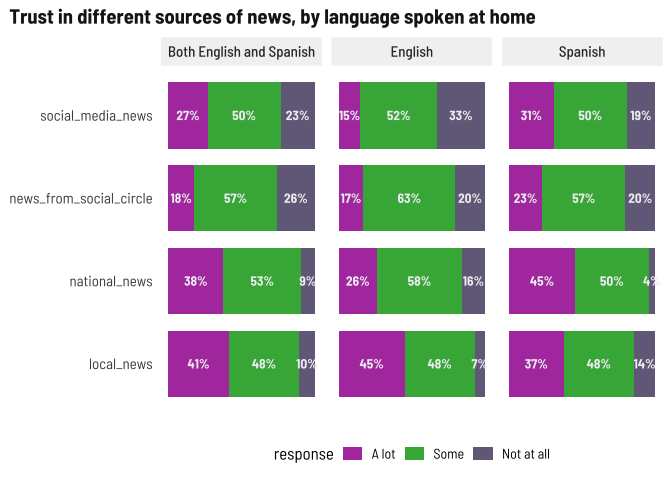 Trust in different sources of news, by language spoken at home
Both English and Spanish English Spanish
social_media_news 27% 50% 23% 15% 52% 33% 31% 50% 19%
news_from_social_circle 18% 57% 26% 17% 63% 20% 23% 57% 20%
national_news 38% 53% 9% 26% 58% 16% 45% 50% 4%
local_news 41% 48% 10% 45% 48% 7% 37% 48% 14%
response A lot Some Not at all